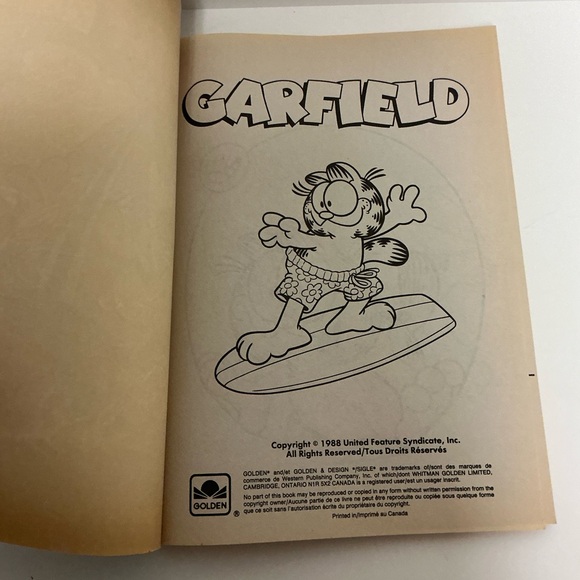 GARFIELD
Copyright © 1988 United Feature Syndicate, Inc.
All Rights Reserved/Tous Droits Réservés
GOLDEN® and/et GOLDEN & DESIGN ®/SIGLE® are trademarks of/sont des marques de
commerce de Western Publishing Company, Inc. of which/dont WHITMAN GOLDEN LIMITED,
CAMBRIDGE, ONTARIO N1R 5X2 CANADA is a registered user/est un usager inscrit.
No part of this book may be reproduced or copied in any form without written permission from the
copyright owner/Aucune partie de ce livre ne peut être reproduite ou copiée sous quelque forme
que ce soit sans l'autorisation écrite du propriétaire du copyright.
Printed in/Imprimé au Canada
GOLDEN®